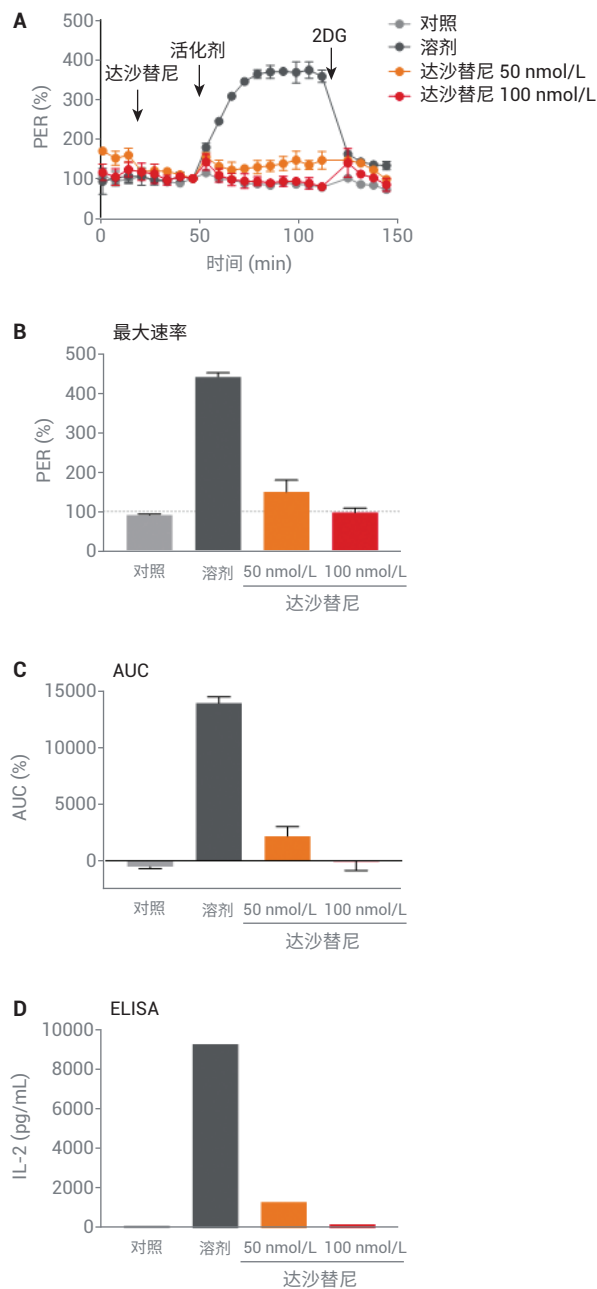 A
500
400
300
200
100
0
PER (%)
达沙替尼
活化剂
2DG
0
50
100
150
时间 (min)
对照
溶剂
达沙替尼 50 nmol/L
达沙替尼 100 nmol/L
B
最大速率
500
400
300
200
100
0
PER (%)
对照
溶剂
50 nmol/L
100 nmol/L
达沙替尼
C
AUC
15000
10000
5000
0
AUC (%)
对照
溶剂
50 nmol/L
100 nmol/L
达沙替尼
D
ELISA
10000
8000
6000
4000
2000
0
IL-2 (pg/mL)
对照
溶剂
50 nmol/L
100 nmol/L
达沙替尼